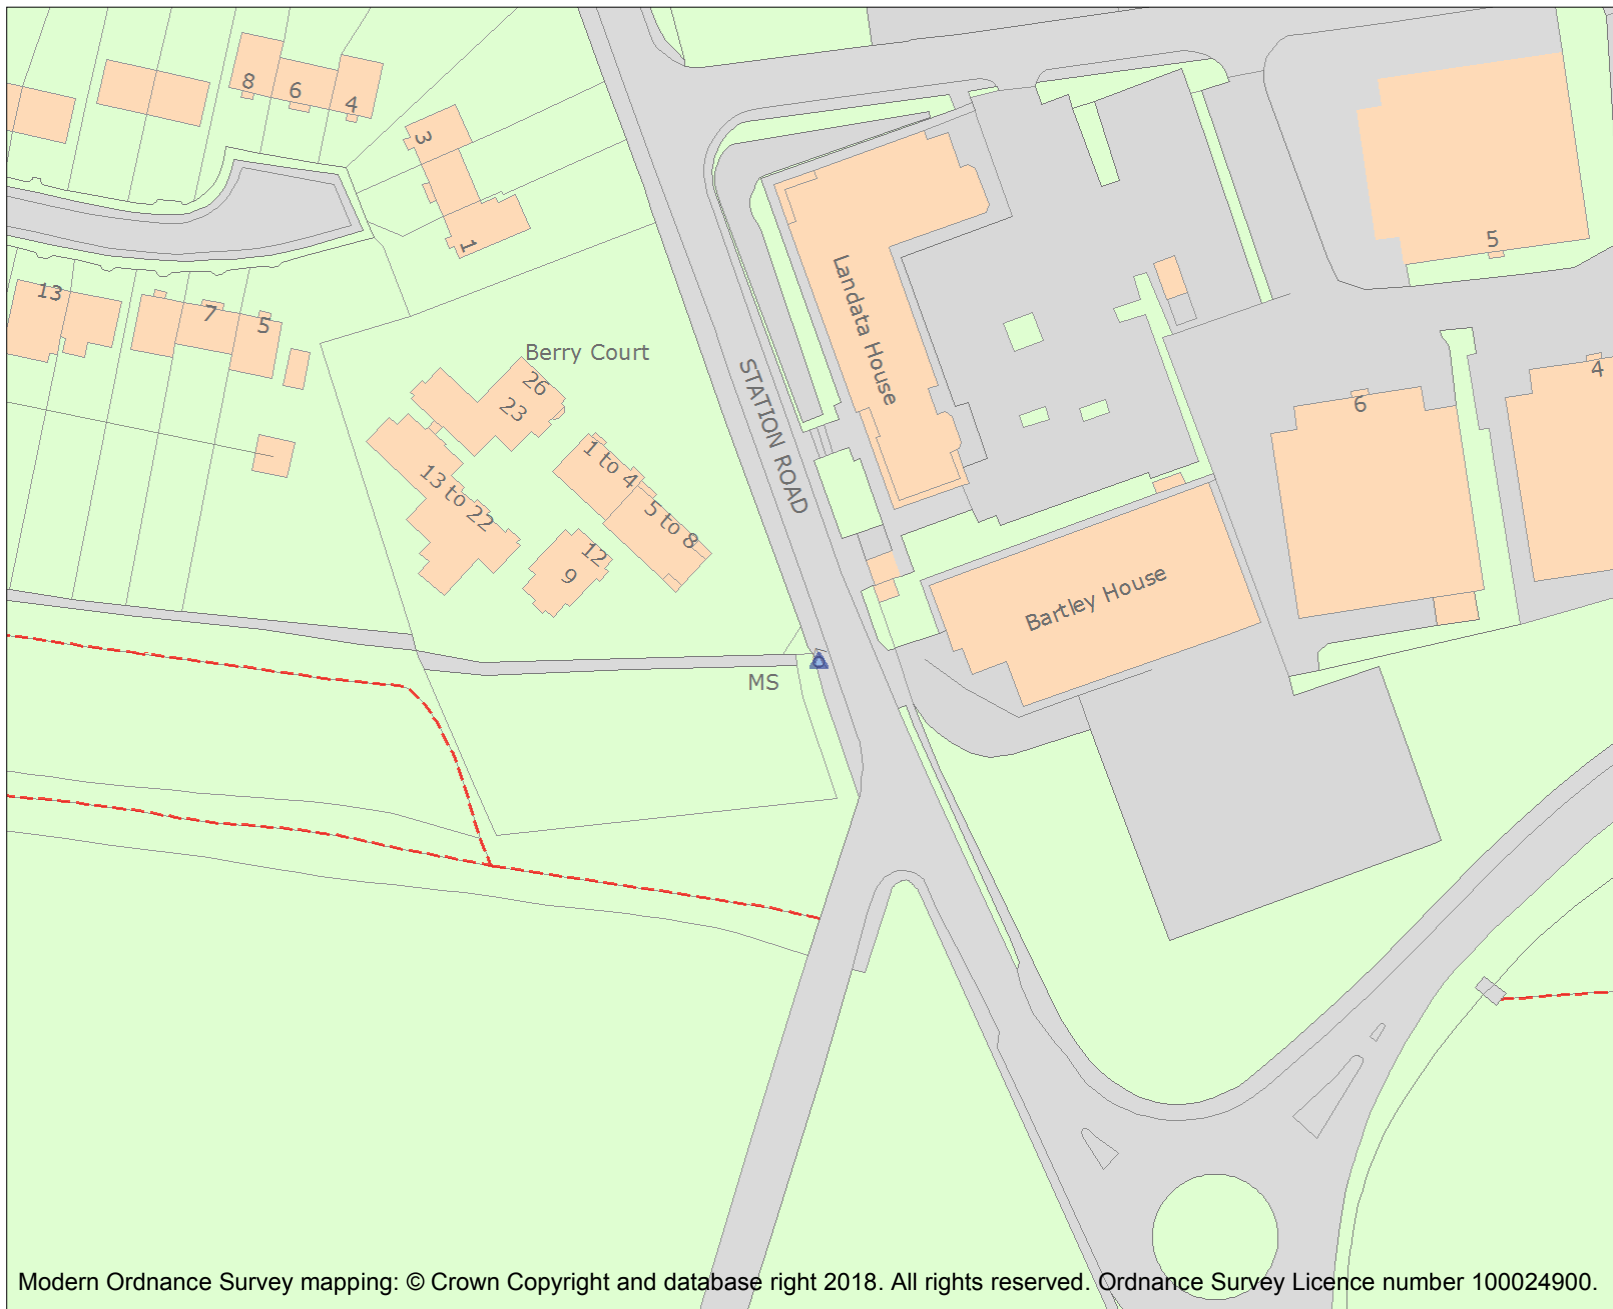 8
6
4
3
1
5
Landata House
13
7
5
Berry Court
26
23
STATION ROAD
4
6
1 to 4
13 to 22
5 to 8
12
9
Bartley House
MS
Modern Ordnance Survey mapping: © Crown Copyright and database right 2018. All rights reserved. Ordnance Survey Licence number 100024900.